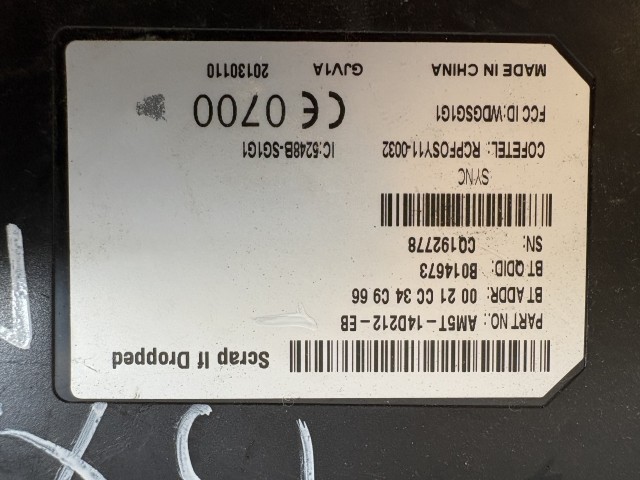 Scrap If Dropped
PART NO.: AM5T-14D212-EB
BT ADDR: 00 21 CC 34 C9 66
BT QDID: B014673
SN: CQ192778
SYNC
COFETEL: RCPFOSY11-0032 IC:5248B-SG1G1
FCC ID:WDGSG1G1 CE 0700
MADE IN CHINA GJV1A 20130110